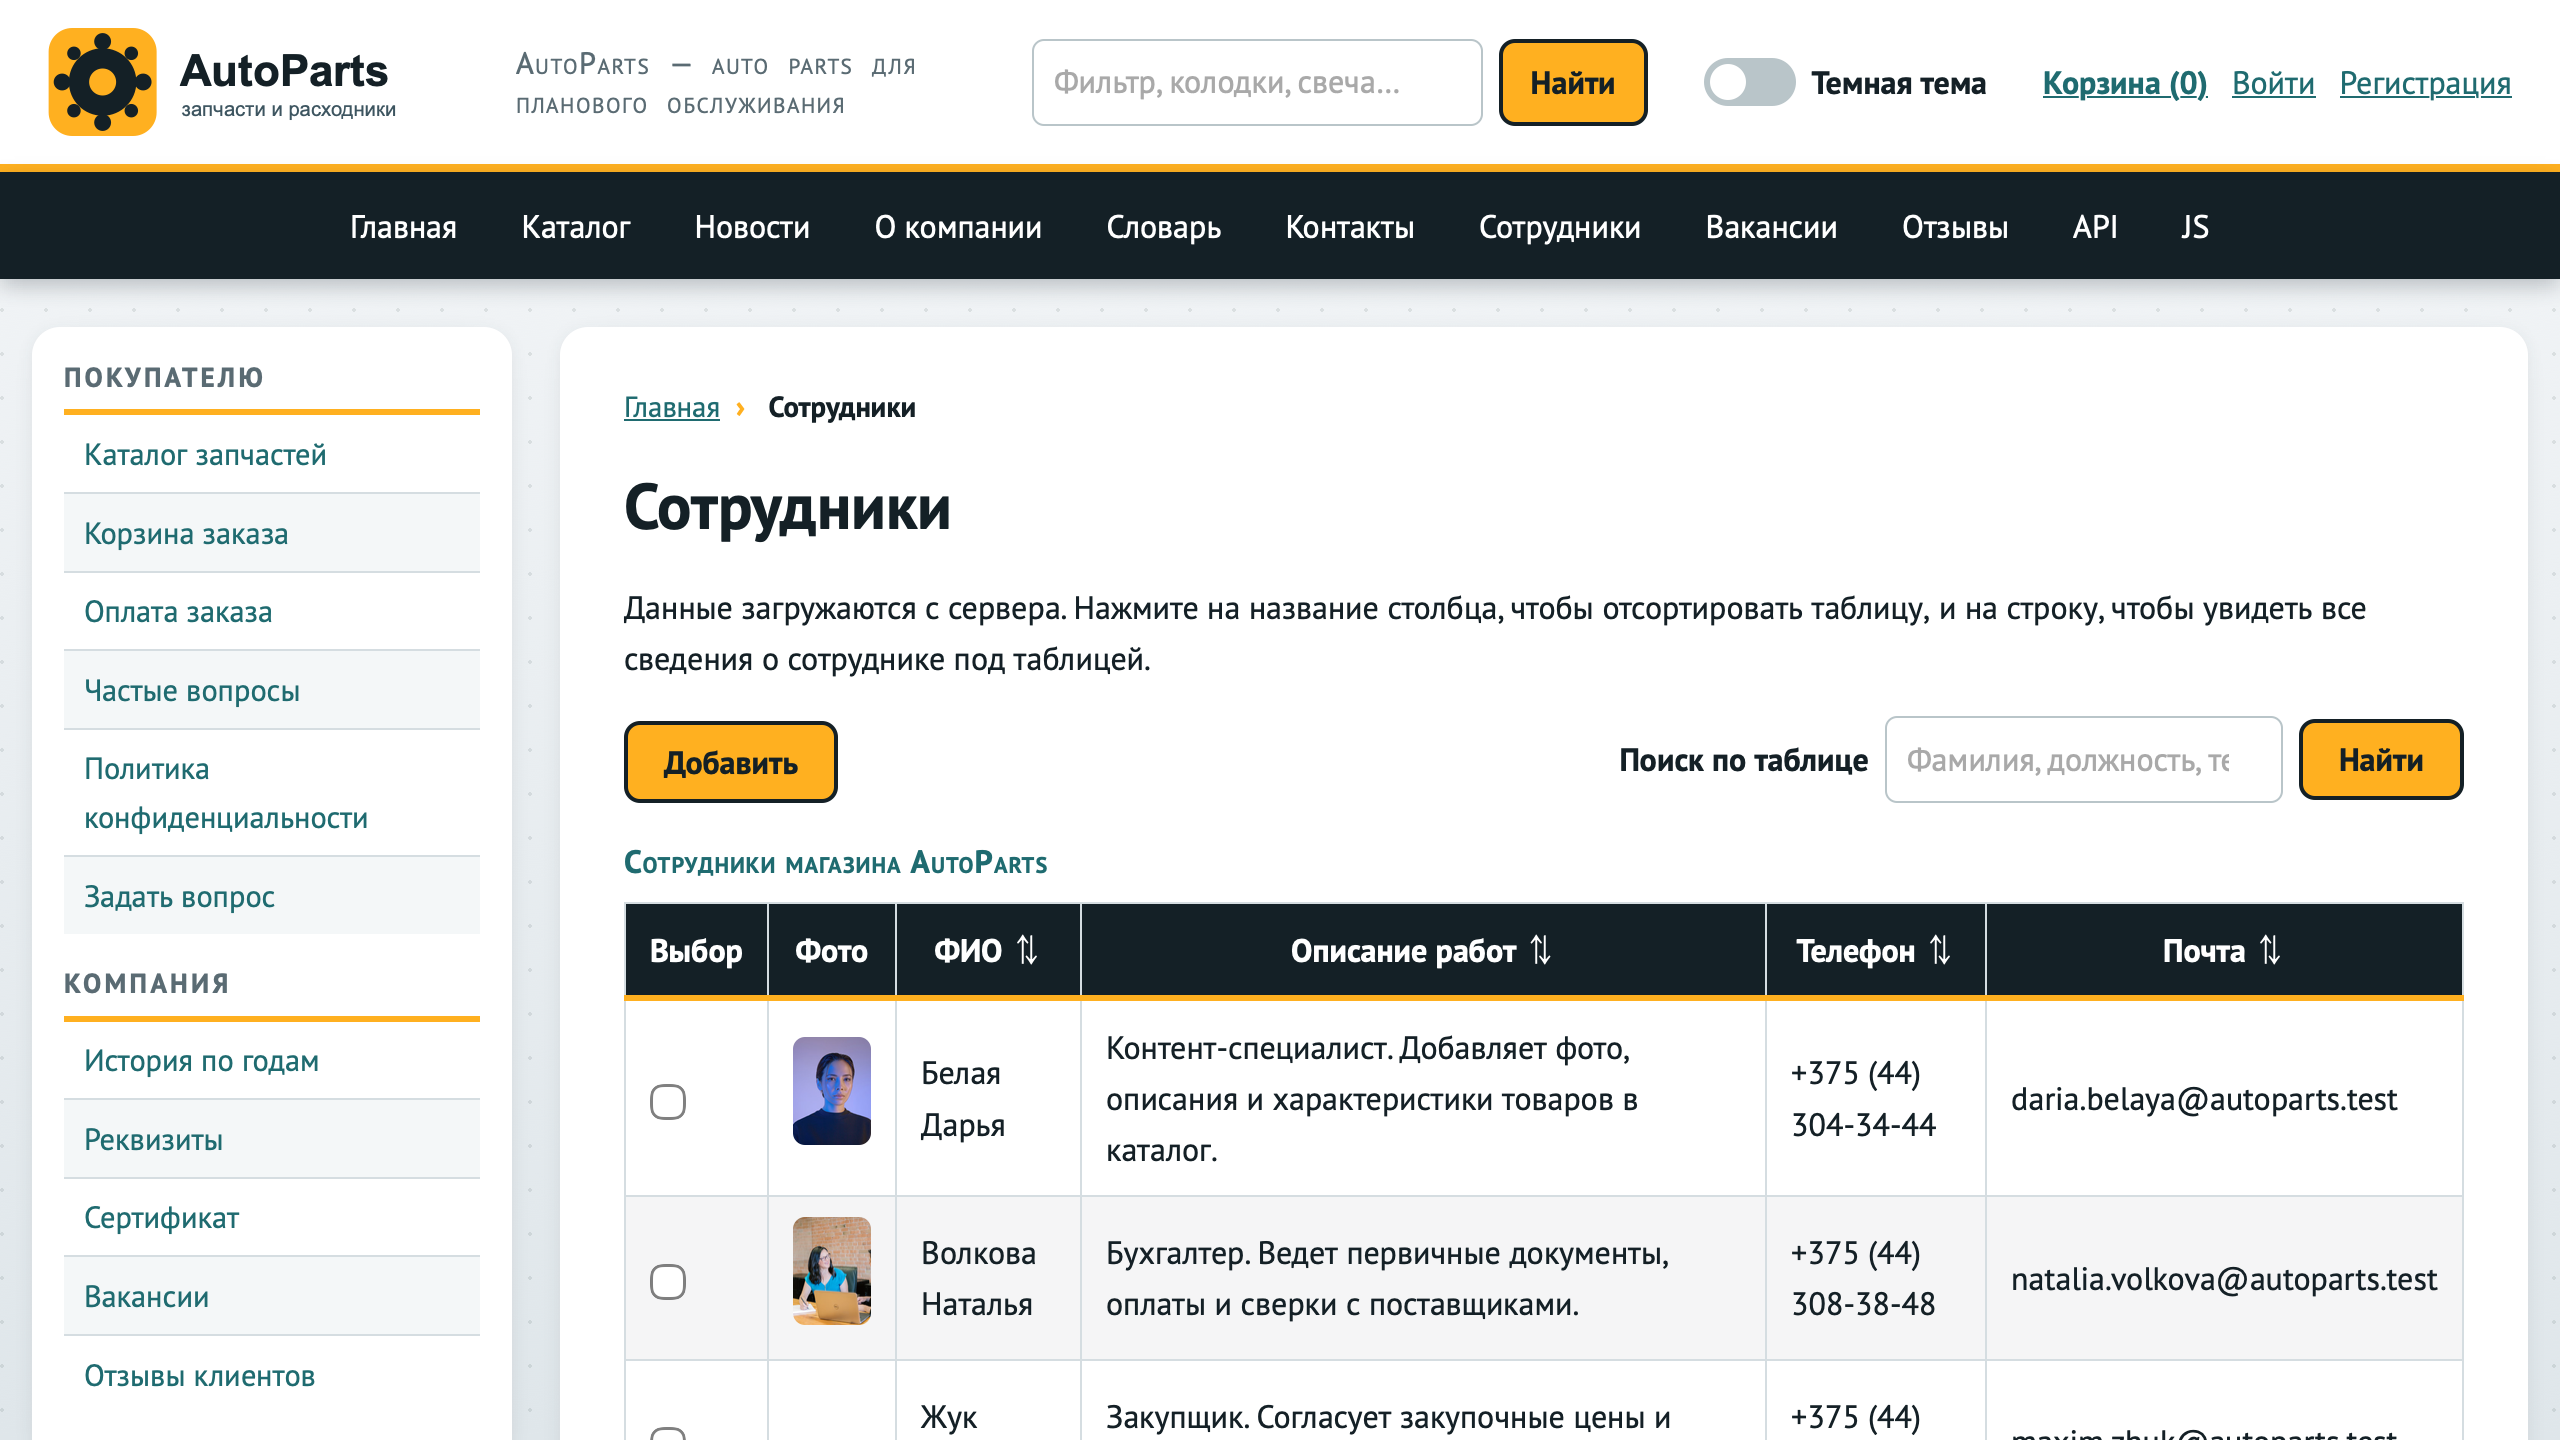 AutoParts
запчасти и расходники
AutoParts — auto parts для
планового обслуживания
Фильтр, колодки, свеча...
Найти
Темная тема
Корзина (0)
Войти
Регистрация
Главная
Каталог
Новости
О компании
Словарь
Контакты
Сотрудники
Вакансии
Отзывы
API
JS
ПОКУПАТЕЛЮ
Каталог запчастей
Корзина заказа
Оплата заказа
Частые вопросы
Политика
конфиденциальности
Задать вопрос
КОМПАНИЯ
История по годам
Реквизиты
Сертификат
Вакансии
Отзывы клиентов
Главная › Сотрудники
Сотрудники
Данные загружаются с сервера. Нажмите на название столбца, чтобы отсортировать таблицу, и на строку, чтобы увидеть все
сведения о сотруднике под таблицей.
Добавить
Поиск по таблице
Фамилия, должность, те
Найти
Сотрудники магазина AutoParts
Выбор
Фото
ФИО ⇅
Описание работ ⇅
Телефон ⇅
Почта ⇅
Белая
Дарья
Контент-специалист. Добавляет фото,
описания и характеристики товаров в
каталог.
+375 (44)
304-34-44
daria.belaya@autoparts.test
Волкова
Наталья
Бухгалтер. Ведет первичные документы,
оплаты и сверки с поставщиками.
+375 (44)
308-38-48
natalia.volkova@autoparts.test
Жук
Закупщик. Согласует закупочные цены и
+375 (44)
maxim.zhuk@autoparts.test